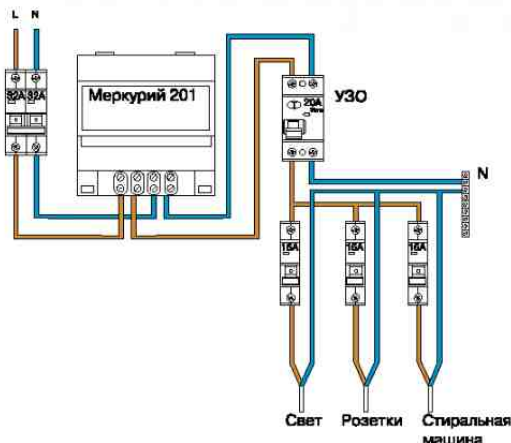 L N
32A 32A
Меркурий 201
УЗО
20A
N
16A
16A
16A
Свет
Розетки
Стиральная
машина